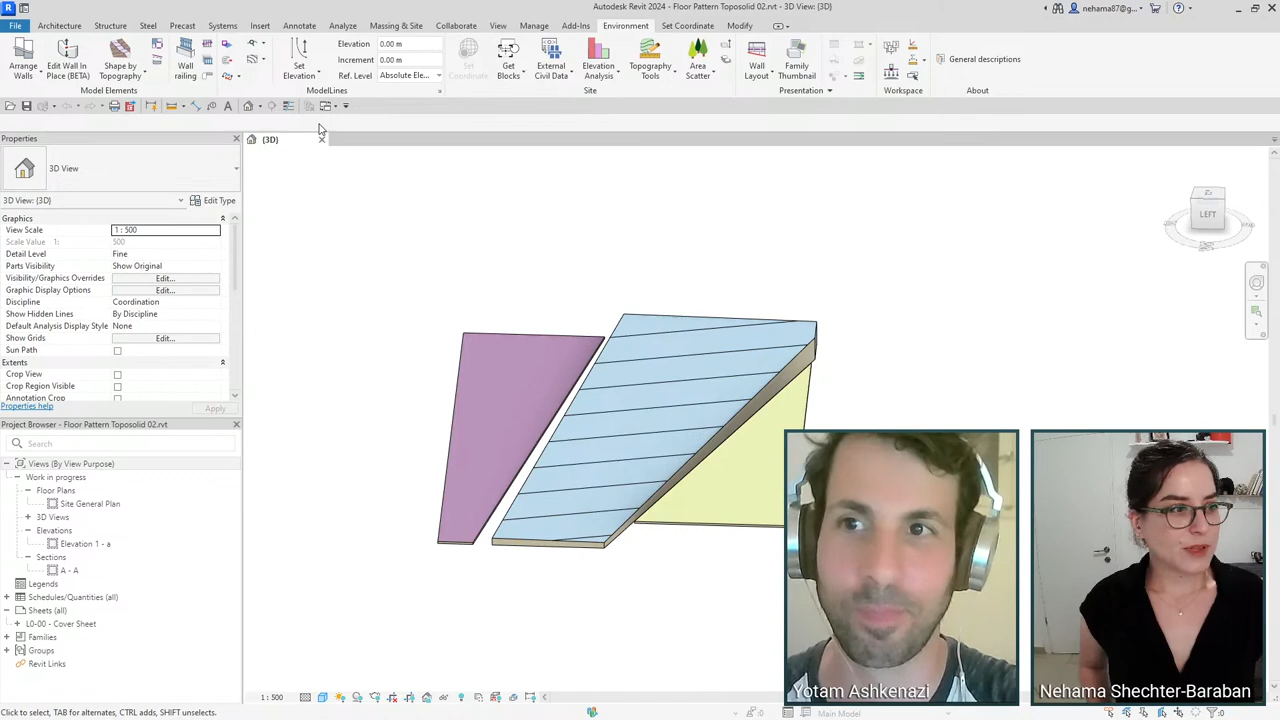 Autodesk Revit 2024 - Floor Pattern Toposolid 02.rvt - 3D View: {3D}
nehama87@g...
File Architecture Structure Steel Precast Systems Insert Annotate Analyze Massing & Site Collaborate View Manage Add-Ins Environment Set Coordinate Modify
Arrange Walls
Edit Wall In Place (BETA)
Shape by Topography
Wall railing
Model Elements
Set Elevation
Elevation 0.00 m
Increment 0.00 m
Ref. Level Absolute Ele...
ModelLines
Set Coordinate
Get Blocks
External Civil Data
Elevation Analysis
Topography Tools
Area Scatter
Site
Wall Layout
Family Thumbnail
Presentation
Workspace
General descriptions
About
Properties
{3D}
3D View
3D View: {3D}
Edit Type
Graphics
View Scale 1 : 500
Scale Value 1: 500
Detail Level Fine
Parts Visibility Show Original
Visibility/Graphics Overrides Edit...
Graphic Display Options Edit...
Discipline Coordination
Show Hidden Lines By Discipline
Default Analysis Display Style None
Show Grids Edit...
Sun Path
Extents
Crop View
Crop Region Visible
Annotation Crop
Properties help
Apply
Project Browser - Floor Pattern Toposolid 02.rvt
Search
Views (By View Purpose)
Work in progress
Floor Plans
Site General Plan
3D Views
Elevations
Elevation 1 - a
Sections
A - A
Legends
Schedules/Quantities (all)
Sheets (all)
L0-00 - Cover Sheet
Families
Groups
Revit Links
LEFT
Yotam Ashkenazi
Nehama Shechter-Baraban
1 : 500
Click to select, TAB for alternates, CTRL adds, SHIFT unselects.
:0
Main Model
:0